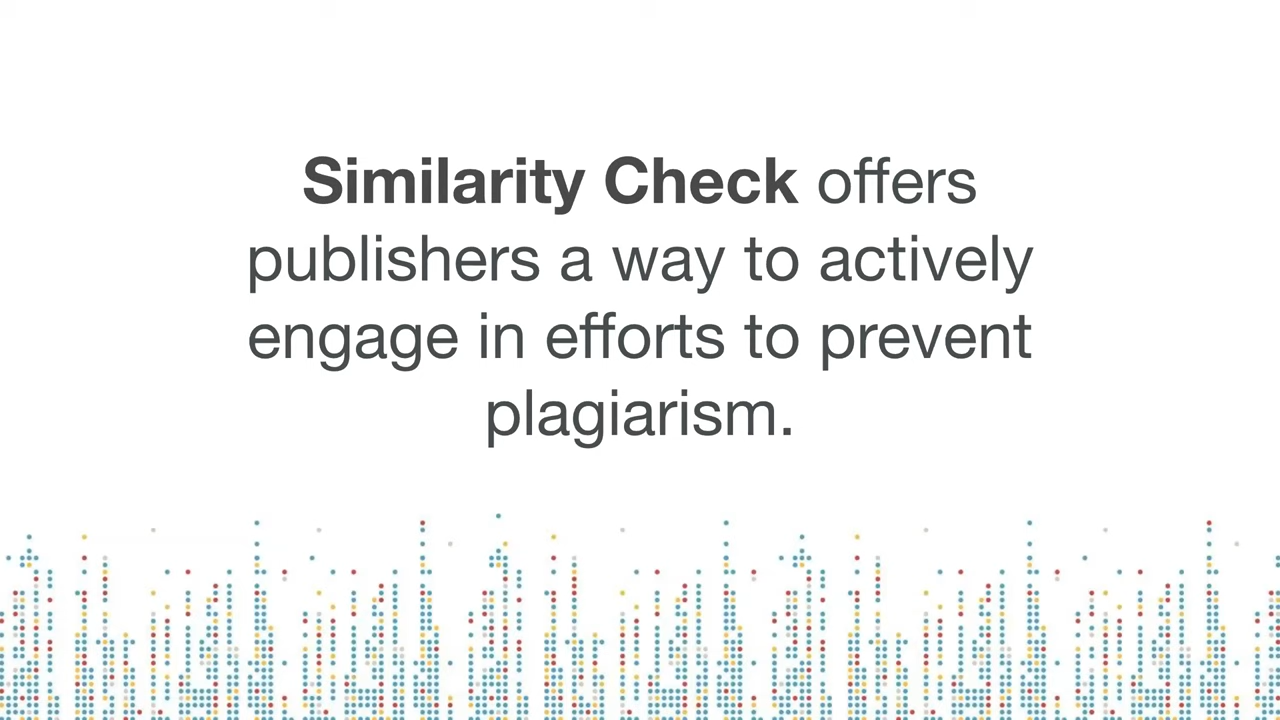 Similarity Check offers
publishers a way to actively
engage in efforts to prevent
plagiarism.